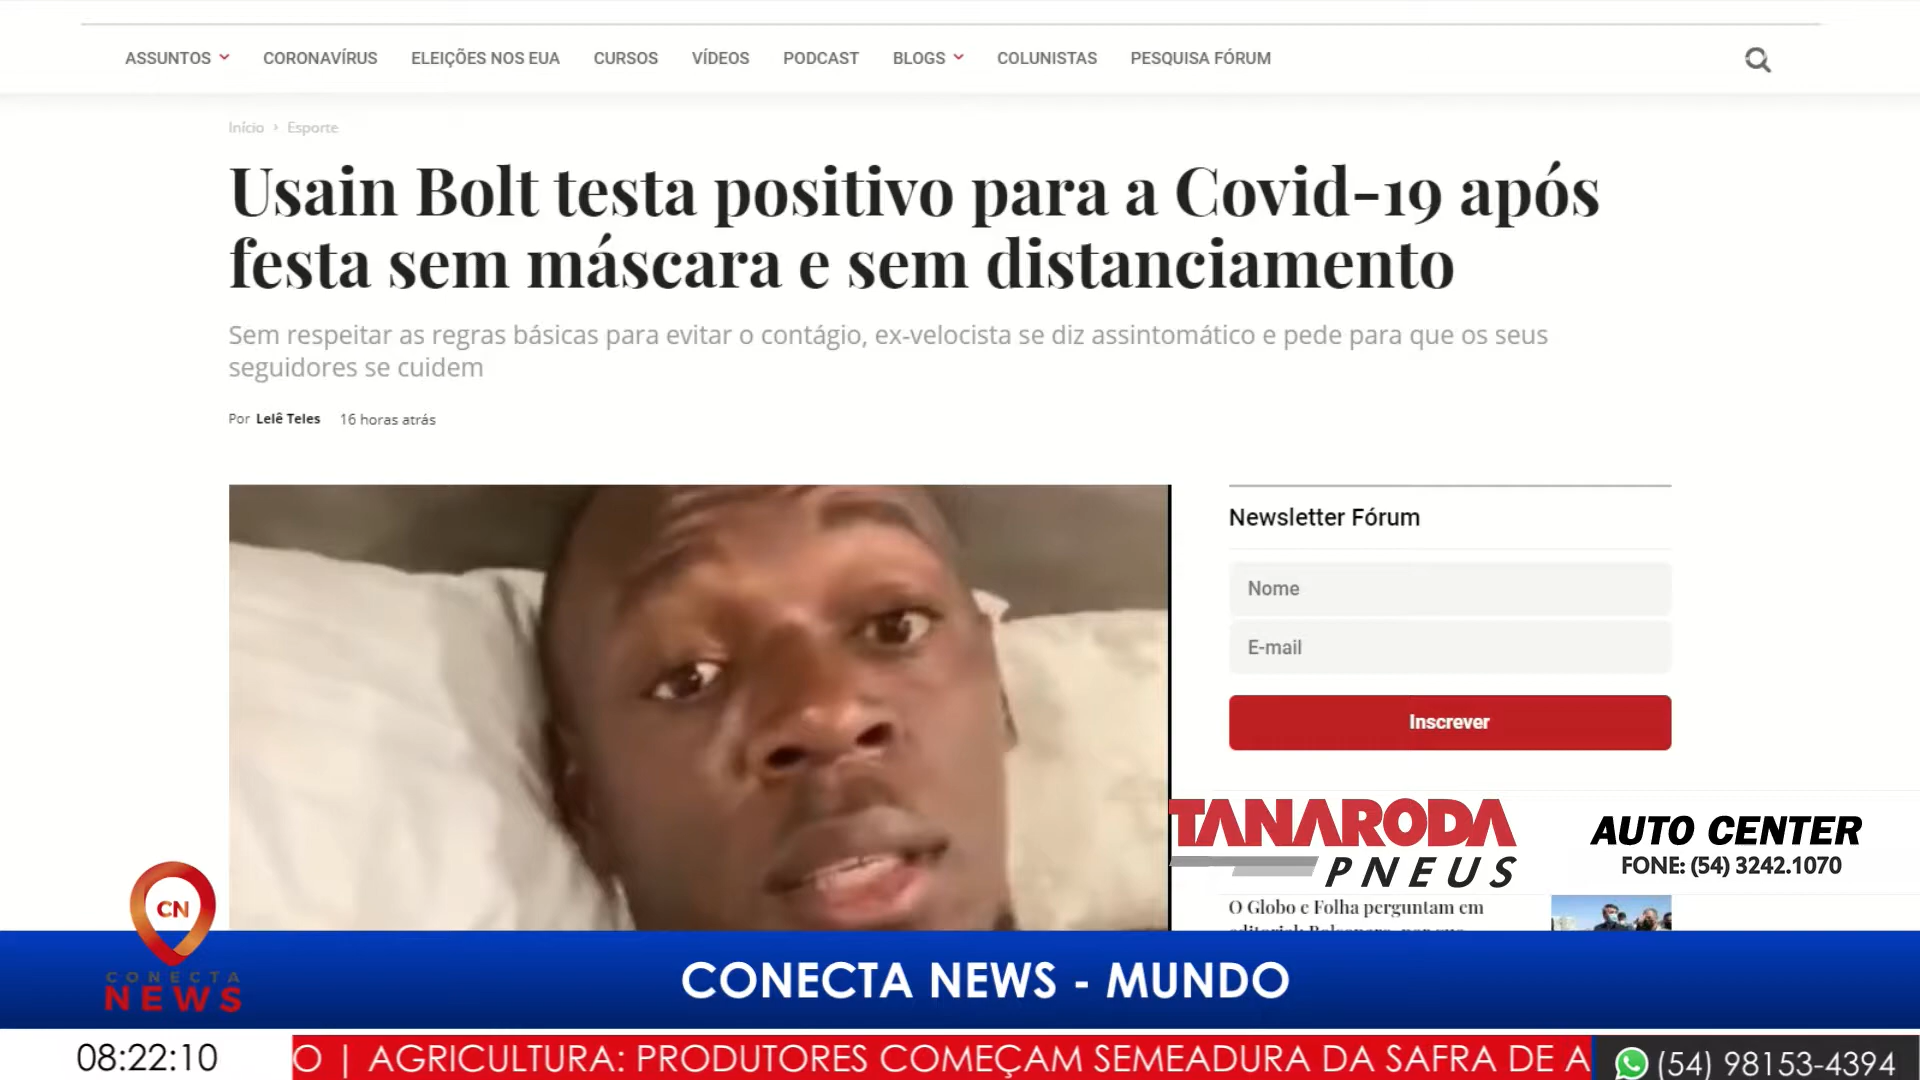 ASSUNTOS CORONAVÍRUS ELEIÇÕES NOS EUA CURSOS VÍDEOS PODCAST BLOGS COLUNISTAS PESQUISA FÓRUM
Início › Esporte
Usain Bolt testa positivo para a Covid-19 após
festa sem máscara e sem distanciamento
Sem respeitar as regras básicas para evitar o contágio, ex-velocista se diz assintomático e pede para que os seus
seguidores se cuidem
Por Lelê Teles 16 horas atrás
Newsletter Fórum
Nome
E-mail
Inscrever
TANARODA
PNEUS
AUTO CENTER
FONE: (54) 3242.1070
O Globo e Folha perguntam em
CN
CONECTA
NEWS
CONECTA NEWS - MUNDO
08:22:10
O | AGRICULTURA: PRODUTORES COMEÇAM SEMEADURA DA SAFRA DE A
(54) 98153-4394